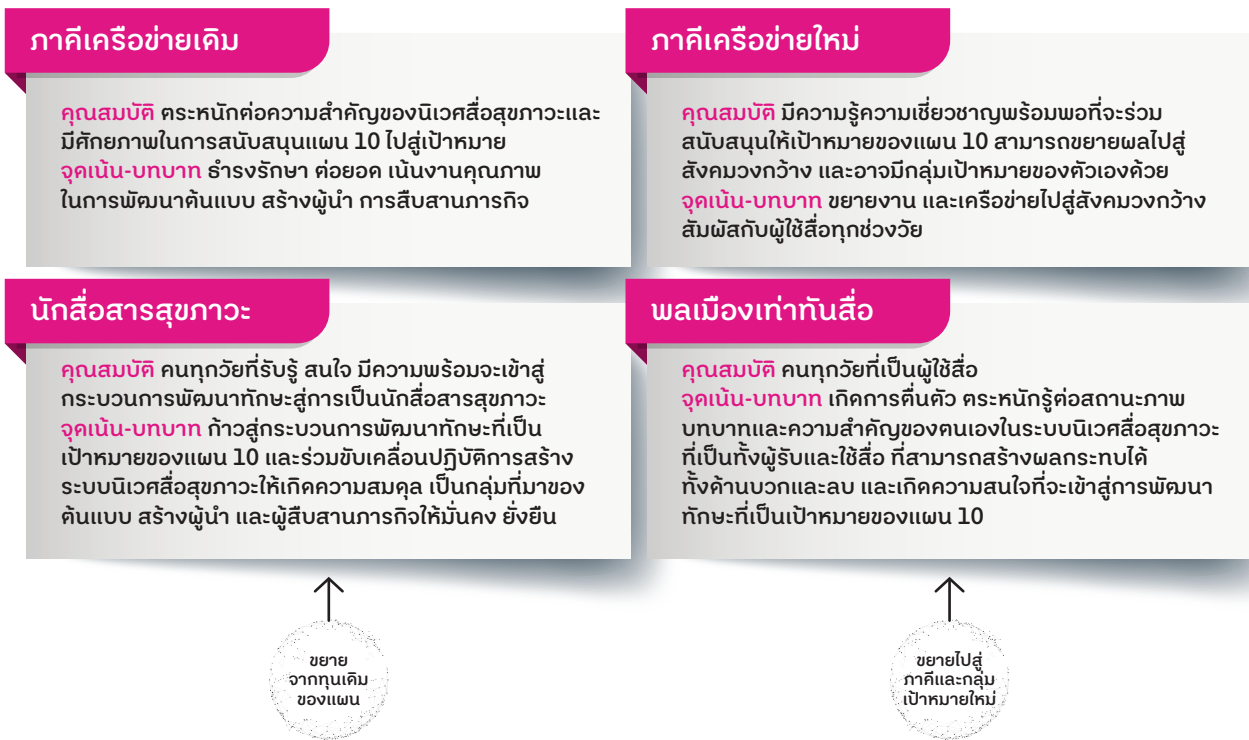 ภาคีเครือข่ายเดิม
คุณสมบัติ ตระหนักต่อความสำคัญของนิเวศสื่อสุขภาวะและ
มีศักยภาพในการสนับสนุนแผน 10 ไปสู่เป้าหมาย
จุดเน้น-บทบาท ธำรงรักษา ต่อยอด เน้นงานคุณภาพ
ในการพัฒนาต้นแบบ สร้างผู้นำ การสืบสานภารกิจ
ภาคีเครือข่ายใหม่
คุณสมบัติ มีความรู้ความเชี่ยวชาญพร้อมพอที่จะร่วม
สนับสนุนให้เป้าหมายของแผน 10 สามารถขยายผลไปสู่
สังคมวงกว้าง และอาจมีกลุ่มเป้าหมายของตัวเองด้วย
จุดเน้น-บทบาท ขยายงาน และเครือข่ายไปสู่สังคมวงกว้าง
สัมผัสกับผู้ใช้สื่อทุกช่วงวัย
นักสื่อสารสุขภาวะ
คุณสมบัติ คนทุกวัยที่รับรู้ สนใจ มีความพร้อมจะเข้าสู่
กระบวนการพัฒนาทักษะสู่การเป็นนักสื่อสารสุขภาวะ
จุดเน้น-บทบาท ก้าวสู่กระบวนการพัฒนาทักษะที่เป็น
เป้าหมายของแผน 10 และร่วมขับเคลื่อนปฏิบัติการสร้าง
ระบบนิเวศสื่อสุขภาวะให้เกิดความสมดุล เป็นกลุ่มที่มาของ
ต้นแบบ สร้างผู้นำ และผู้สืบสานภารกิจให้มั่นคง ยั่งยืน
พลเมืองเท่าทันสื่อ
คุณสมบัติ คนทุกวัยที่เป็นผู้ใช้สื่อ
จุดเน้น-บทบาท เกิดการตื่นตัว ตระหนักรู้ต่อสถานะภาพ
บทบาทและความสำคัญของตนเองในระบบนิเวศสื่อสุขภาวะ
ที่เป็นทั้งผู้รับและใช้สื่อ ที่สามารถสร้างผลกระทบได้
ทั้งด้านบวกและลบ และเกิดความสนใจที่จะเข้าสู่การพัฒนา
ทักษะที่เป็นเป้าหมายของแผน 10
ขยาย
จากทุนเดิม
ของแผน
ขยายไปสู่
ภาคีและกลุ่ม
เป้าหมายใหม่